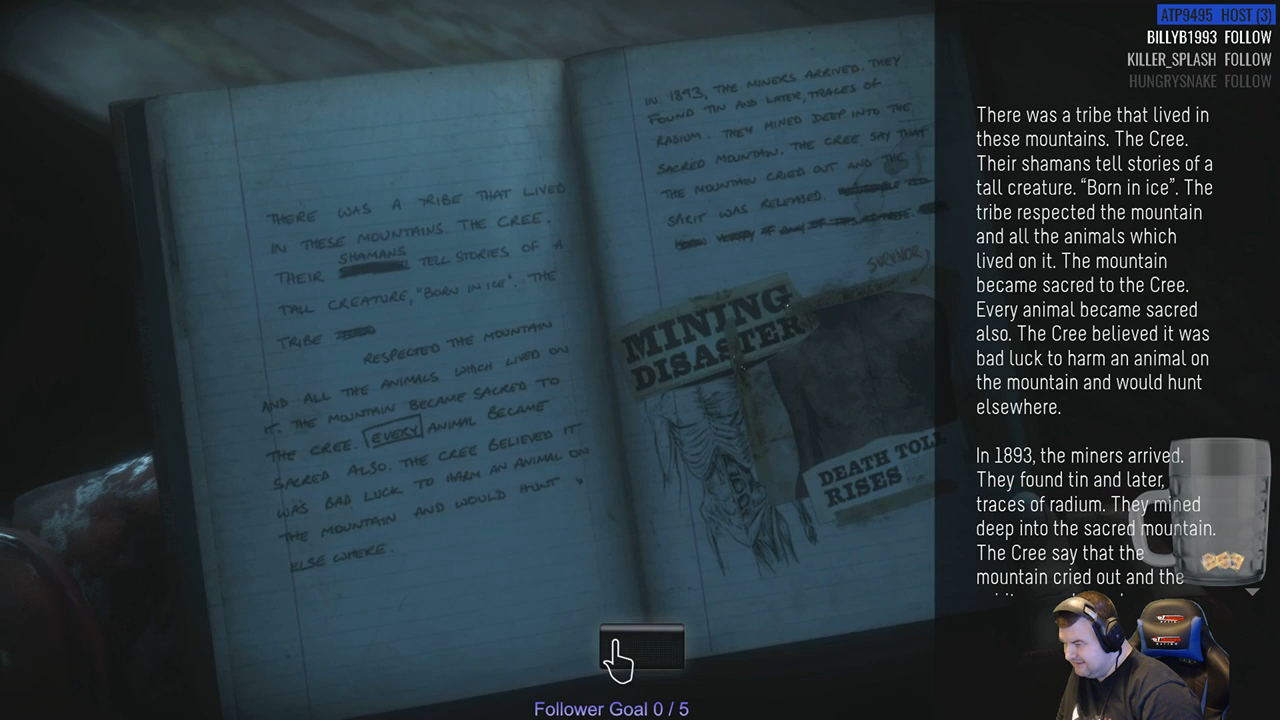 THERE WAS A TRIBE THAT LIVED
IN THESE MOUNTAINS. THE CREE.
THEIR SHAMANS TELL STORIES OF A
TALL CREATURE, "BORN IN ICE". THE
TRIBE
RESPECTED THE MOUNTAIN
AND ALL THE ANIMALS WHICH LIVED ON
IT. THE MOUNTAIN BECAME SACRED TO
THE CREE. EVERY ANIMAL BECAME
SACRED ALSO. THE CREE BELIEVED IT
WAS BAD LUCK TO HARM AN ANIMAL ON
THE MOUNTAIN AND WOULD HUNT
ELSE WHERE.
IN 1893, THE MINERS ARRIVED. THEY
FOUND TIN AND LATER, TRACES OF
RADIUM. THEY MINED DEEP INTO THE
SACRED MOUNTAIN. THE CREE SAY THAT
THE MOUNTAIN CRIED OUT AND THE
WAS RELEASED.
SURVIVOR
MINING
DISASTER
DEATH TOLL
RISES
ATP9495 HOST (3)
BILLYB1993 FOLLOW
KILLER_SPLASH FOLLOW
HUNGRYSNAKE FOLLOW
There was a tribe that lived in
these mountains. The Cree.
Their shamans tell stories of a
tall creature. “Born in ice”. The
tribe respected the mountain
and all the animals which
lived on it. The mountain
became sacred to the Cree.
Every animal became sacred
also. The Cree believed it was
bad luck to harm an animal on
the mountain and would hunt
elsewhere.
In 1893, the miners arrived.
They found tin and later,
traces of radium. They mined
deep into the sacred mountain.
The Cree say that the
mountain cried out and the
Follower Goal 0 / 5